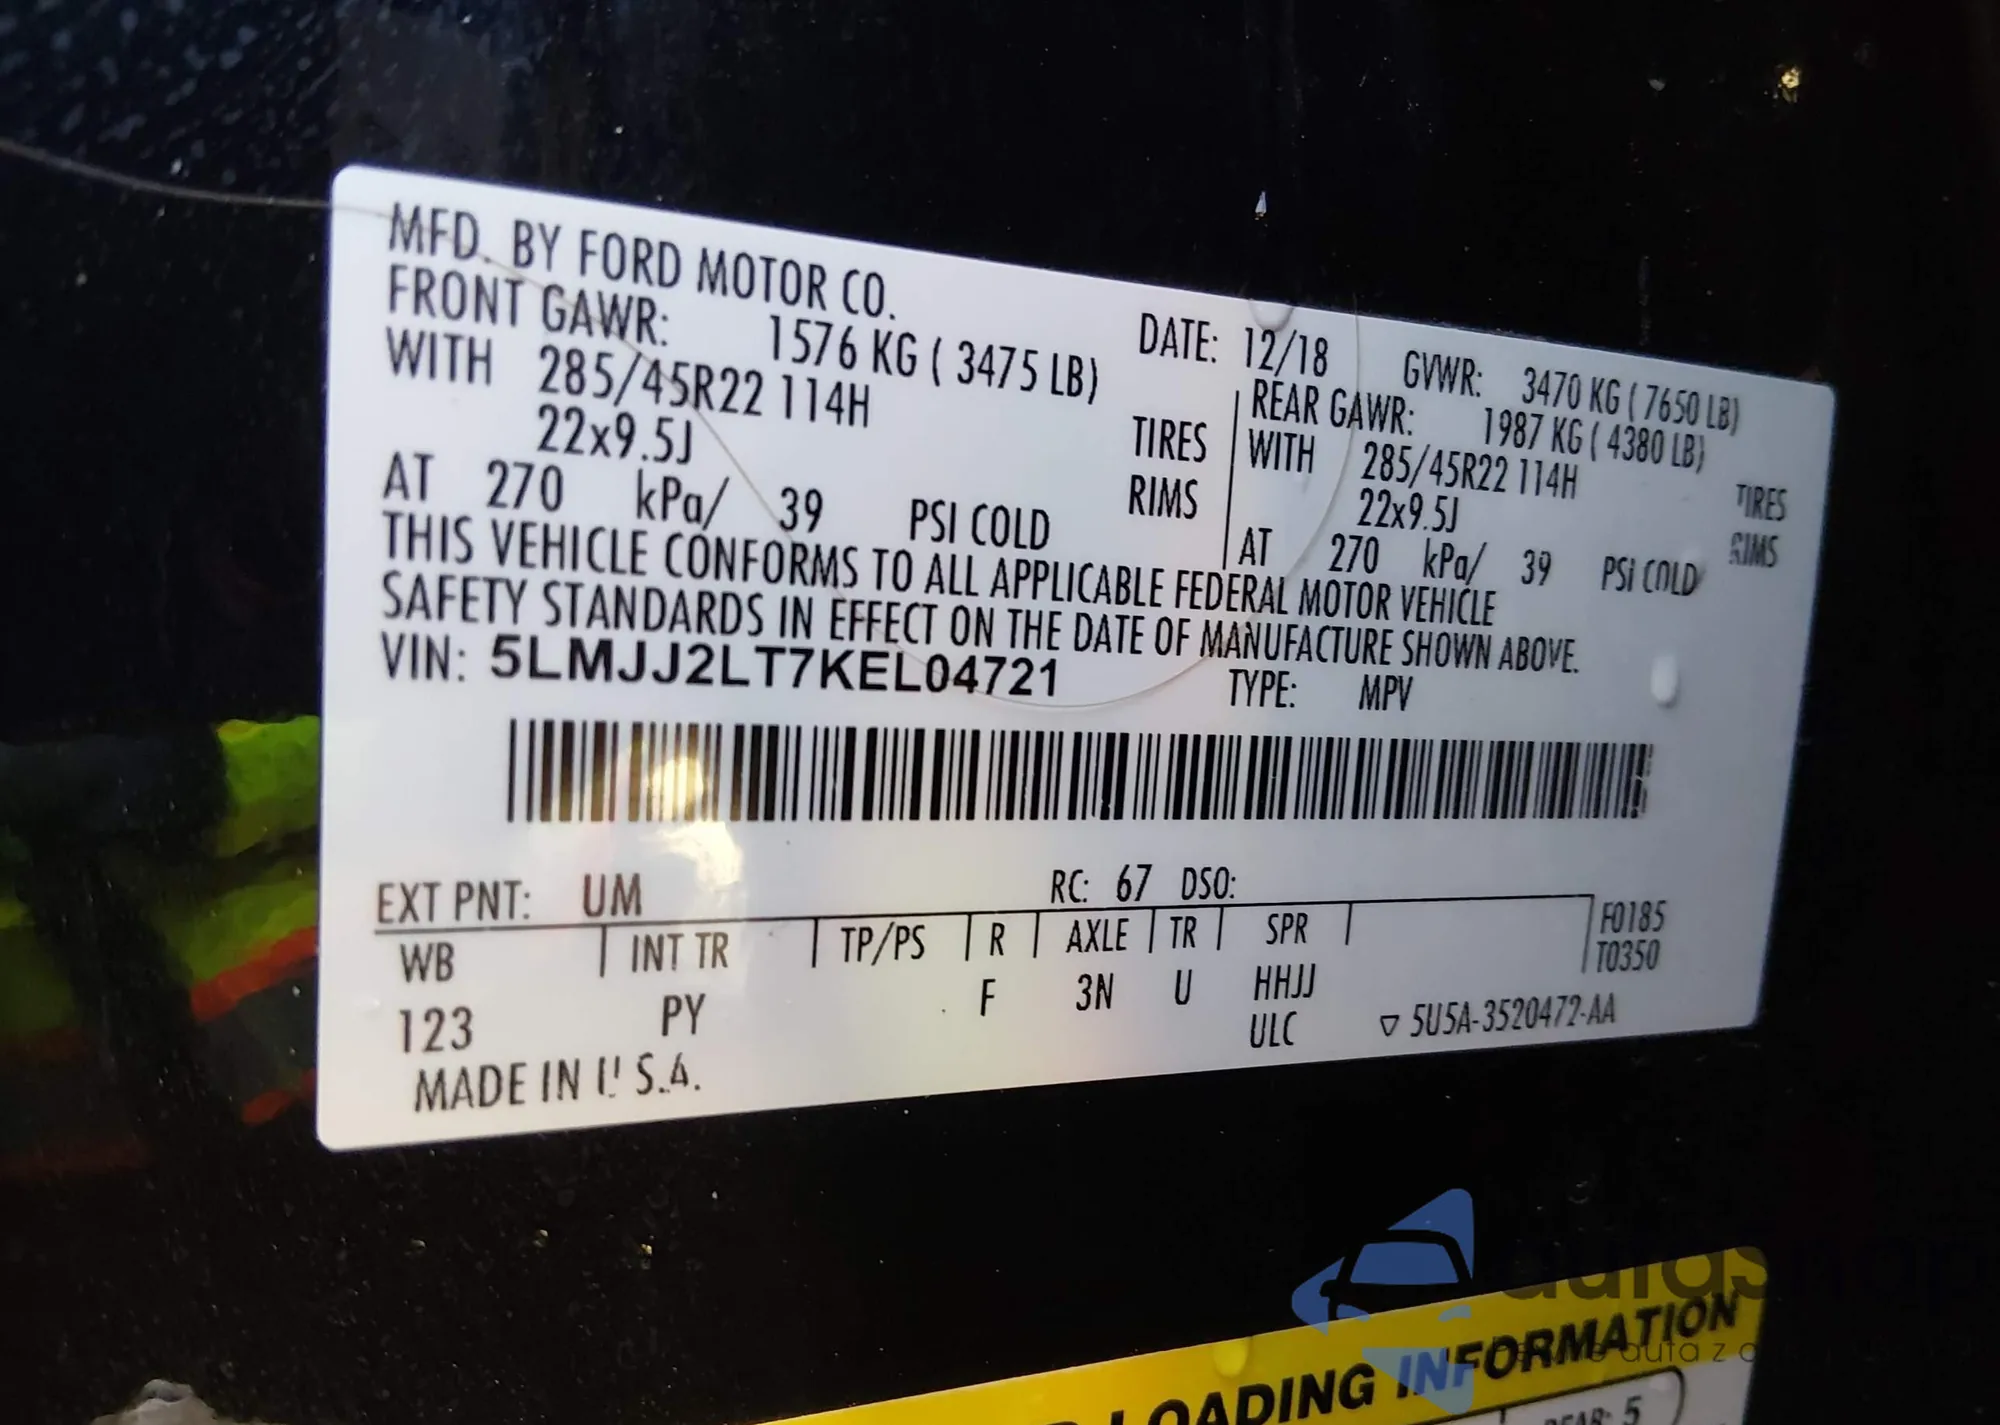 MFD. BY FORD MOTOR CO.
DATE: 12/18 GVWR: 3470 KG ( 7650 LB)
FRONT GAWR: 1576 KG ( 3475 LB)
REAR GAWR: 1987 KG ( 4380 LB)
WITH 285/45R22 114H TIRES
WITH 285/45R22 114H TIRES
22x9.5J RIMS
22x9.5J RIMS
AT 270 kPa/ 39 PSI COLD
AT 270 kPa/ 39 PSI COLD
THIS VEHICLE CONFORMS TO ALL APPLICABLE FEDERAL MOTOR VEHICLE
SAFETY STANDARDS IN EFFECT ON THE DATE OF MANUFACTURE SHOWN ABOVE.
VIN: 5LMJJ2LT7KEL04721
TYPE: MPV
EXT PNT: UM RC: 67 DSO:
WB INT TR TP/PS R AXLE TR SPR
F0185
T0350
123 PY F 3N U HHJJ
ULC
▽ 5U5A-3520472-AA
MADE IN U.S.A.
LOADING INFORMATION
REAR: 5
auta z